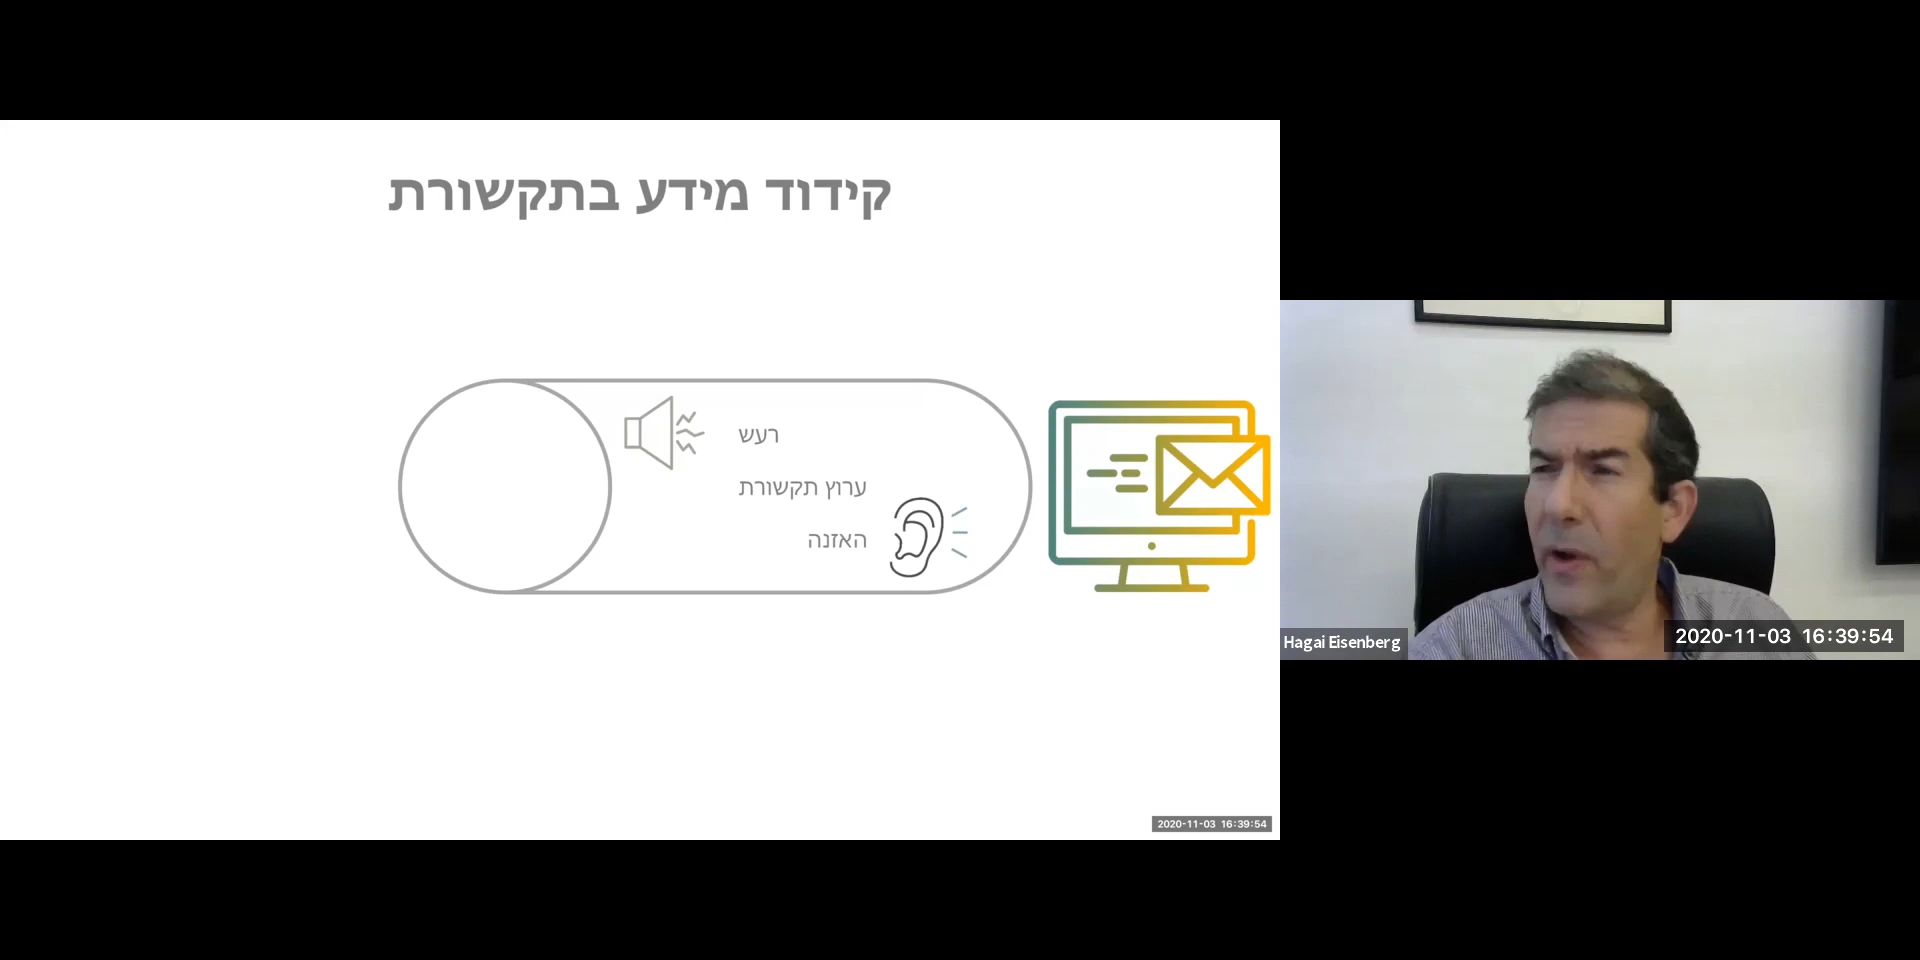 קידוד מידע בתקשורת
רעש
ערוץ תקשורת
האזנה
2020-11-03 16:39:54
Hagai Eisenberg
2020-11-03 16:39:54